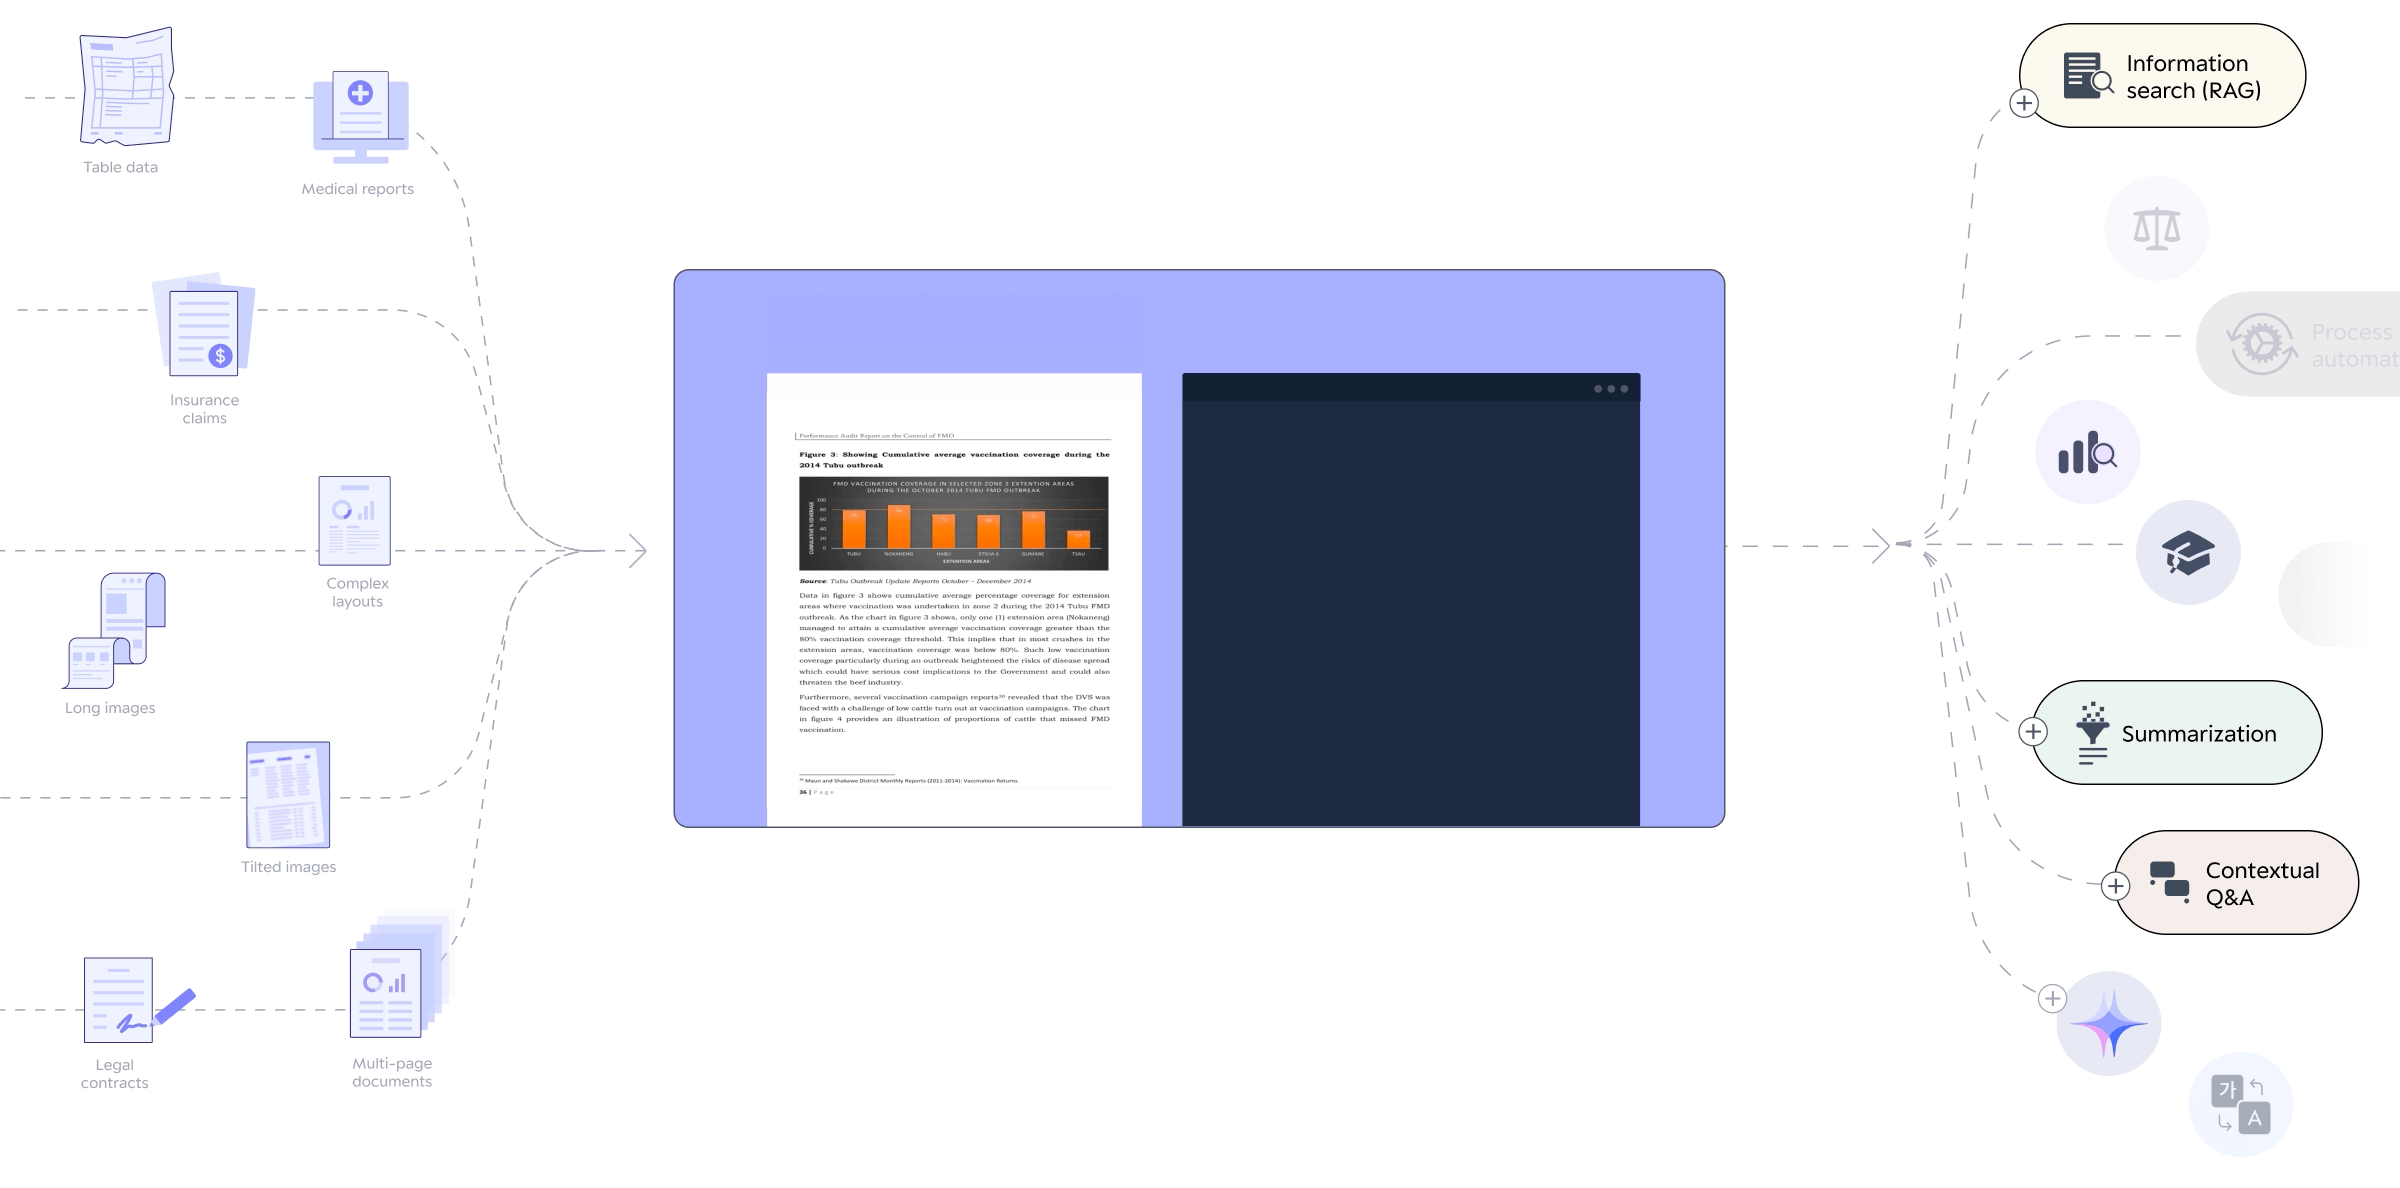 Table data
Medical reports
Insurance
claims
Complex
layouts
Long images
Tilted images
Legal
contracts
Multi-page
documents
Performance Audit Report on the Control of FMD
Figure 3: Showing Cumulative average vaccination coverage during the
2014 Tubu outbreak
FMD VACCINATION COVERAGE IN SELECTED ZONE 2 EXTENTION AREAS
DURING THE OCTOBER 2014 TUBU FMD OUTBREAK
CUMULATIVE % COVERAGE
100
80
60
40
20
0
TUBU NOKANENG HABU ETSHA 6 GUMARE TSAU
EXTENTION AREAS
Source: Tubu Outbreak Update Reports October – December 2014
Data in figure 3 shows cumulative average percentage coverage for extension
areas where vaccination was undertaken in zone 2 during the 2014 Tubu FMD
outbreak. As the chart in figure 3 shows, only one (1) extension area (Nokaneng)
managed to attain a cumulative average vaccination coverage greater than the
80% vaccination coverage threshold. This implies that in most crushes in the
extension areas, vaccination coverage was below 80%. Such low vaccination
coverage particularly during an outbreak heightened the risks of disease spread
which could have serious cost implications to the Government and could also
threaten the beef industry.
Furthermore, several vaccination campaign reports²⁰ revealed that the DVS was
faced with a challenge of low cattle turn out at vaccination campaigns. The chart
in figure 4 provides an illustration of proportions of cattle that missed FMD
vaccination.
²⁰ Maun and Shakawe District Monthly Reports (2011-2014): Vaccination Returns.
36 | Page
Information
search (RAG)
Process
automat
Summarization
Contextual
Q&A
가
A